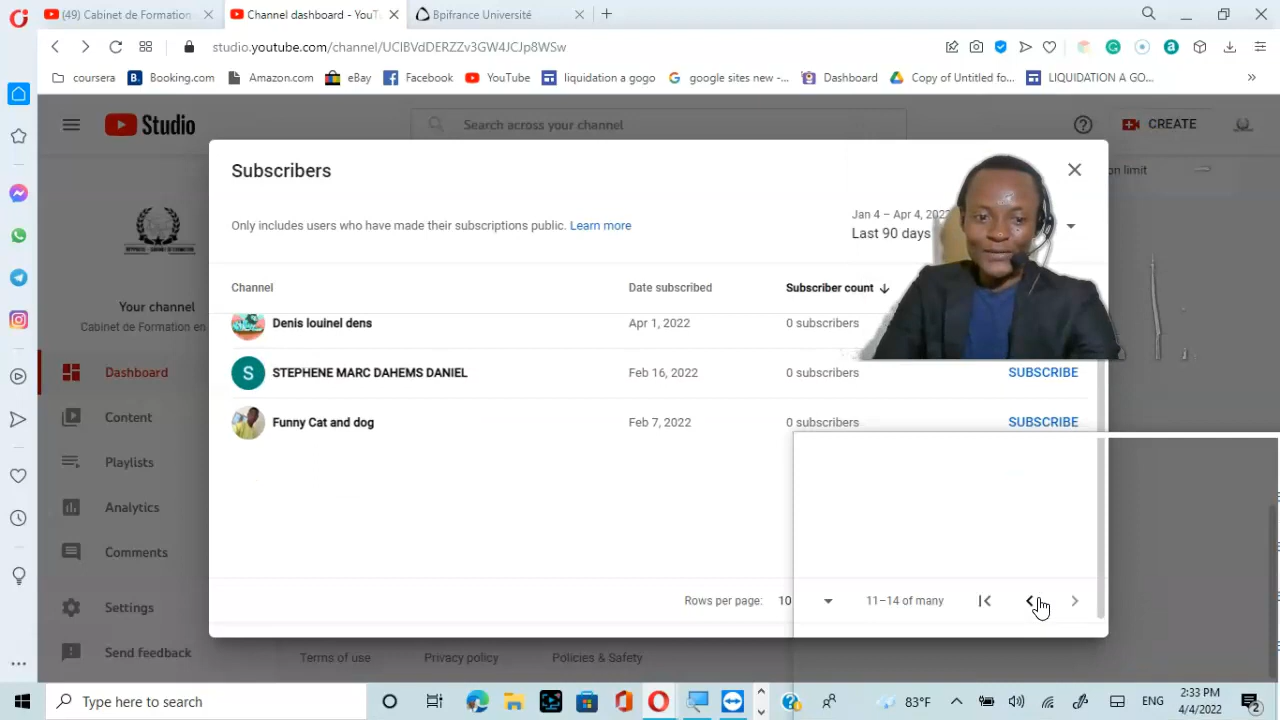 (49) Cabinet de Formation
Channel dashboard - YouT
Bpifrance Université
studio.youtube.com/channel/UCIBVdDERZZv3GW4JCJp8WSw
coursera
Booking.com
Amazon.com
eBay
Facebook
YouTube
liquidation a gogo
google sites new -...
Dashboard
Copy of Untitled fo...
LIQUIDATION A GO...
Studio
Search across your channel
CREATE
Subscribers
on limit
Only includes users who have made their subscriptions public. Learn more
Jan 4 – Apr 4, 2022
Last 90 days
Channel
Date subscribed
Subscriber count
Your channel
Cabinet de Formation en
Denis louinel dens
Apr 1, 2022
0 subscribers
Dashboard
S
STEPHENE MARC DAHEMS DANIEL
Feb 16, 2022
0 subscribers
SUBSCRIBE
Content
Funny Cat and dog
Feb 7, 2022
0 subscribers
SUBSCRIBE
Playlists
Analytics
Comments
Settings
Rows per page: 10
11–14 of many
Send feedback
Terms of use
Privacy policy
Policies & Safety
Type here to search
83°F
ENG
2:33 PM
4/4/2022
2